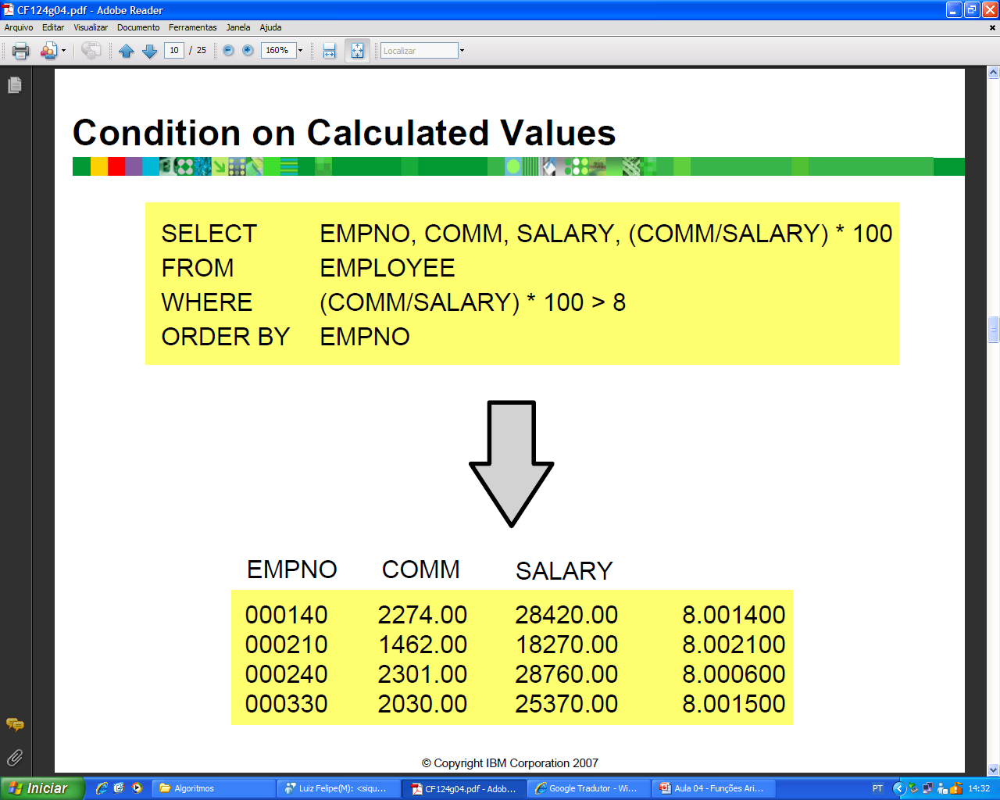 CF124g04.pdf - Adobe Reader
Arquivo Editar Visualizar Documento Ferramentas Janela Ajuda
10 / 25 160% Localizar
Condition on Calculated Values
SELECT EMPNO, COMM, SALARY, (COMM/SALARY) * 100
FROM EMPLOYEE
WHERE (COMM/SALARY) * 100 > 8
ORDER BY EMPNO
EMPNO COMM SALARY
000140 2274.00 28420.00 8.001400
000210 1462.00 18270.00 8.002100
000240 2301.00 28760.00 8.000600
000330 2030.00 25370.00 8.001500
© Copyright IBM Corporation 2007
Iniciar Algoritmos Luiz Felipe(M): <siqu... CF124g04.pdf - Adob... Google Tradutor - Wi... Aula 04 - Funções Ari... PT 14:32